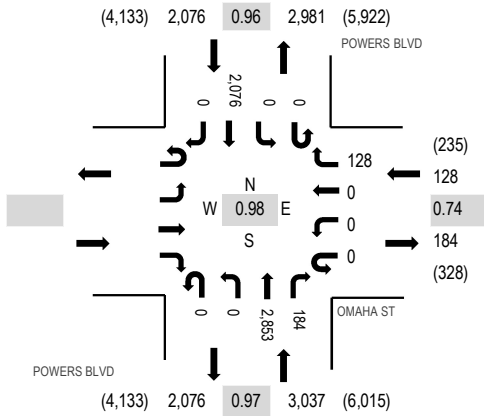 (4,133) 2,076 0.96 2,981 (5,922)
POWERS BLVD
0 2,076 0 0
(235)
128 128
N
0
W 0.98 E 0.74
0
S
184
0
(328)
0 0 2,853 184
OMAHA ST
POWERS BLVD
(4,133) 2,076 0.97 3,037 (6,015)